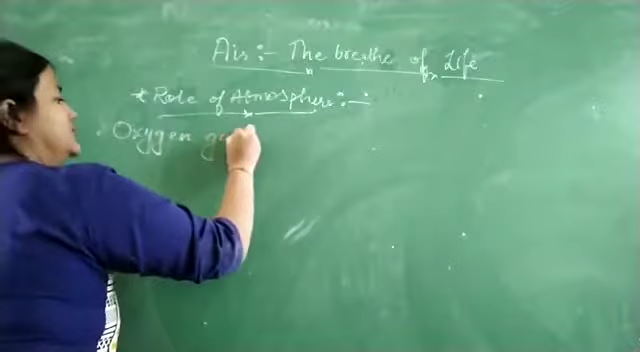 Air :- The breathe of Life
* Role of Atmosphere :-
Oxygen